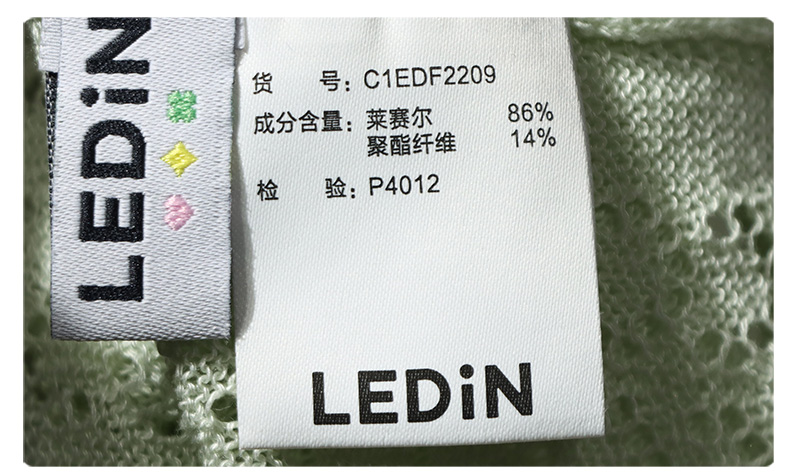 LEDiN
货 号: C1EDF2209
成分含量: 莱赛尔 86%
聚酯纤维 14%
检 验: P4012
LEDiN